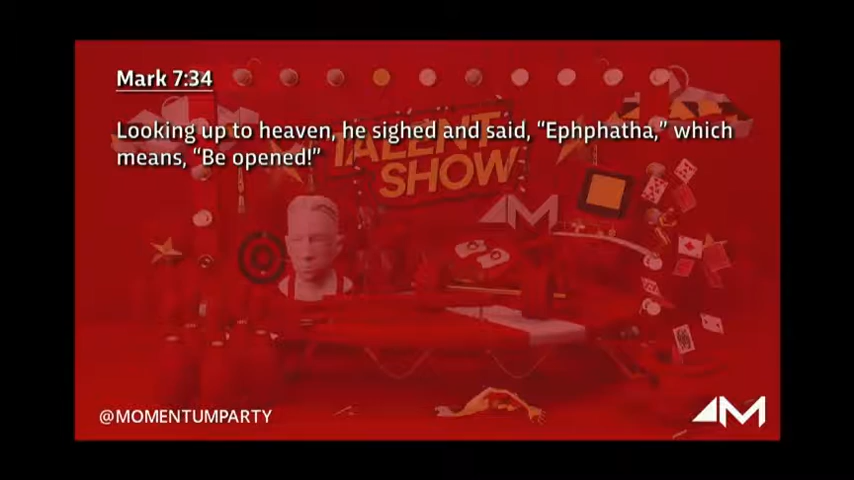 Mark 7:34
Looking up to heaven, he sighed and said, “Ephphatha,” which
means, “Be opened!”
TALENT
SHOW
@MOMENTUMPARTY